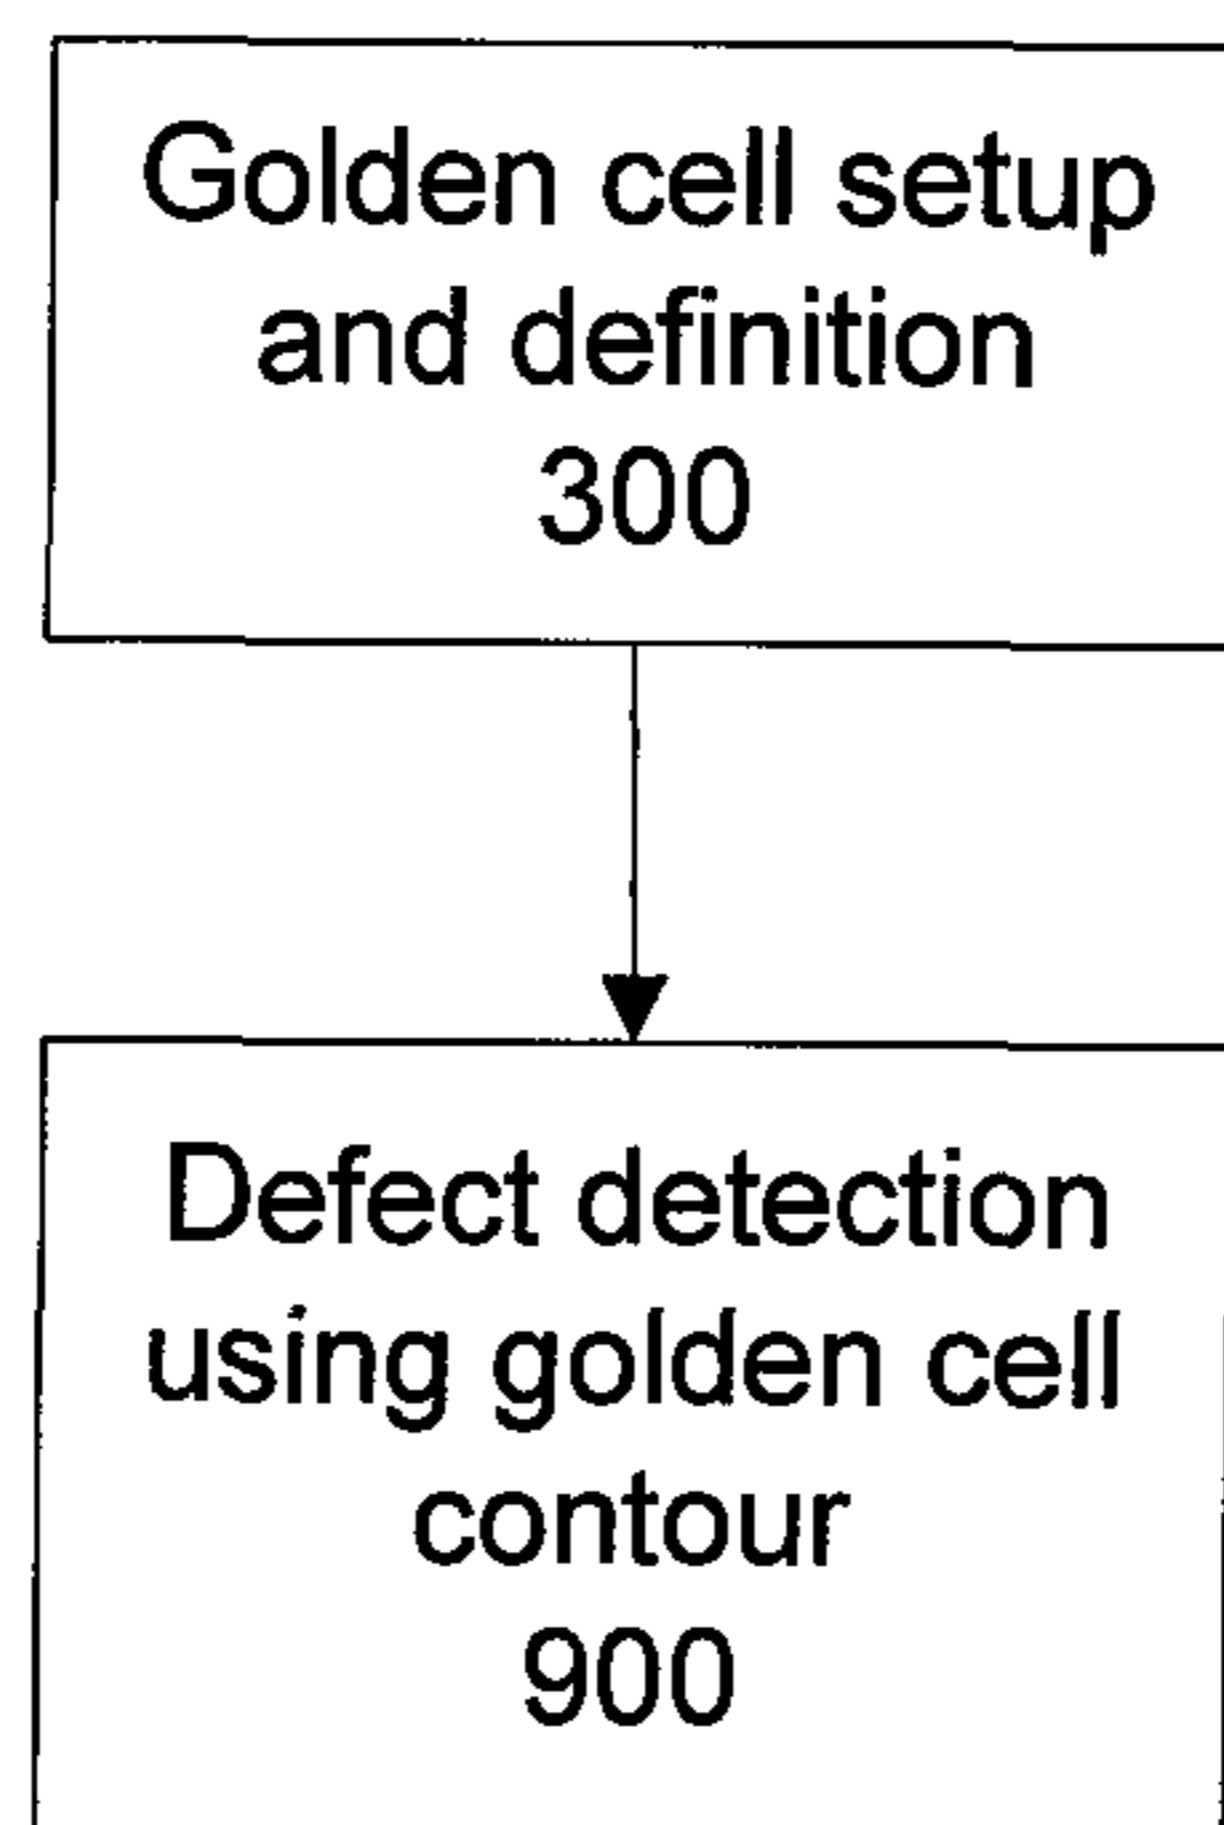 Golden cell setup
and definition
300
Defect detection
using golden cell
contour
900